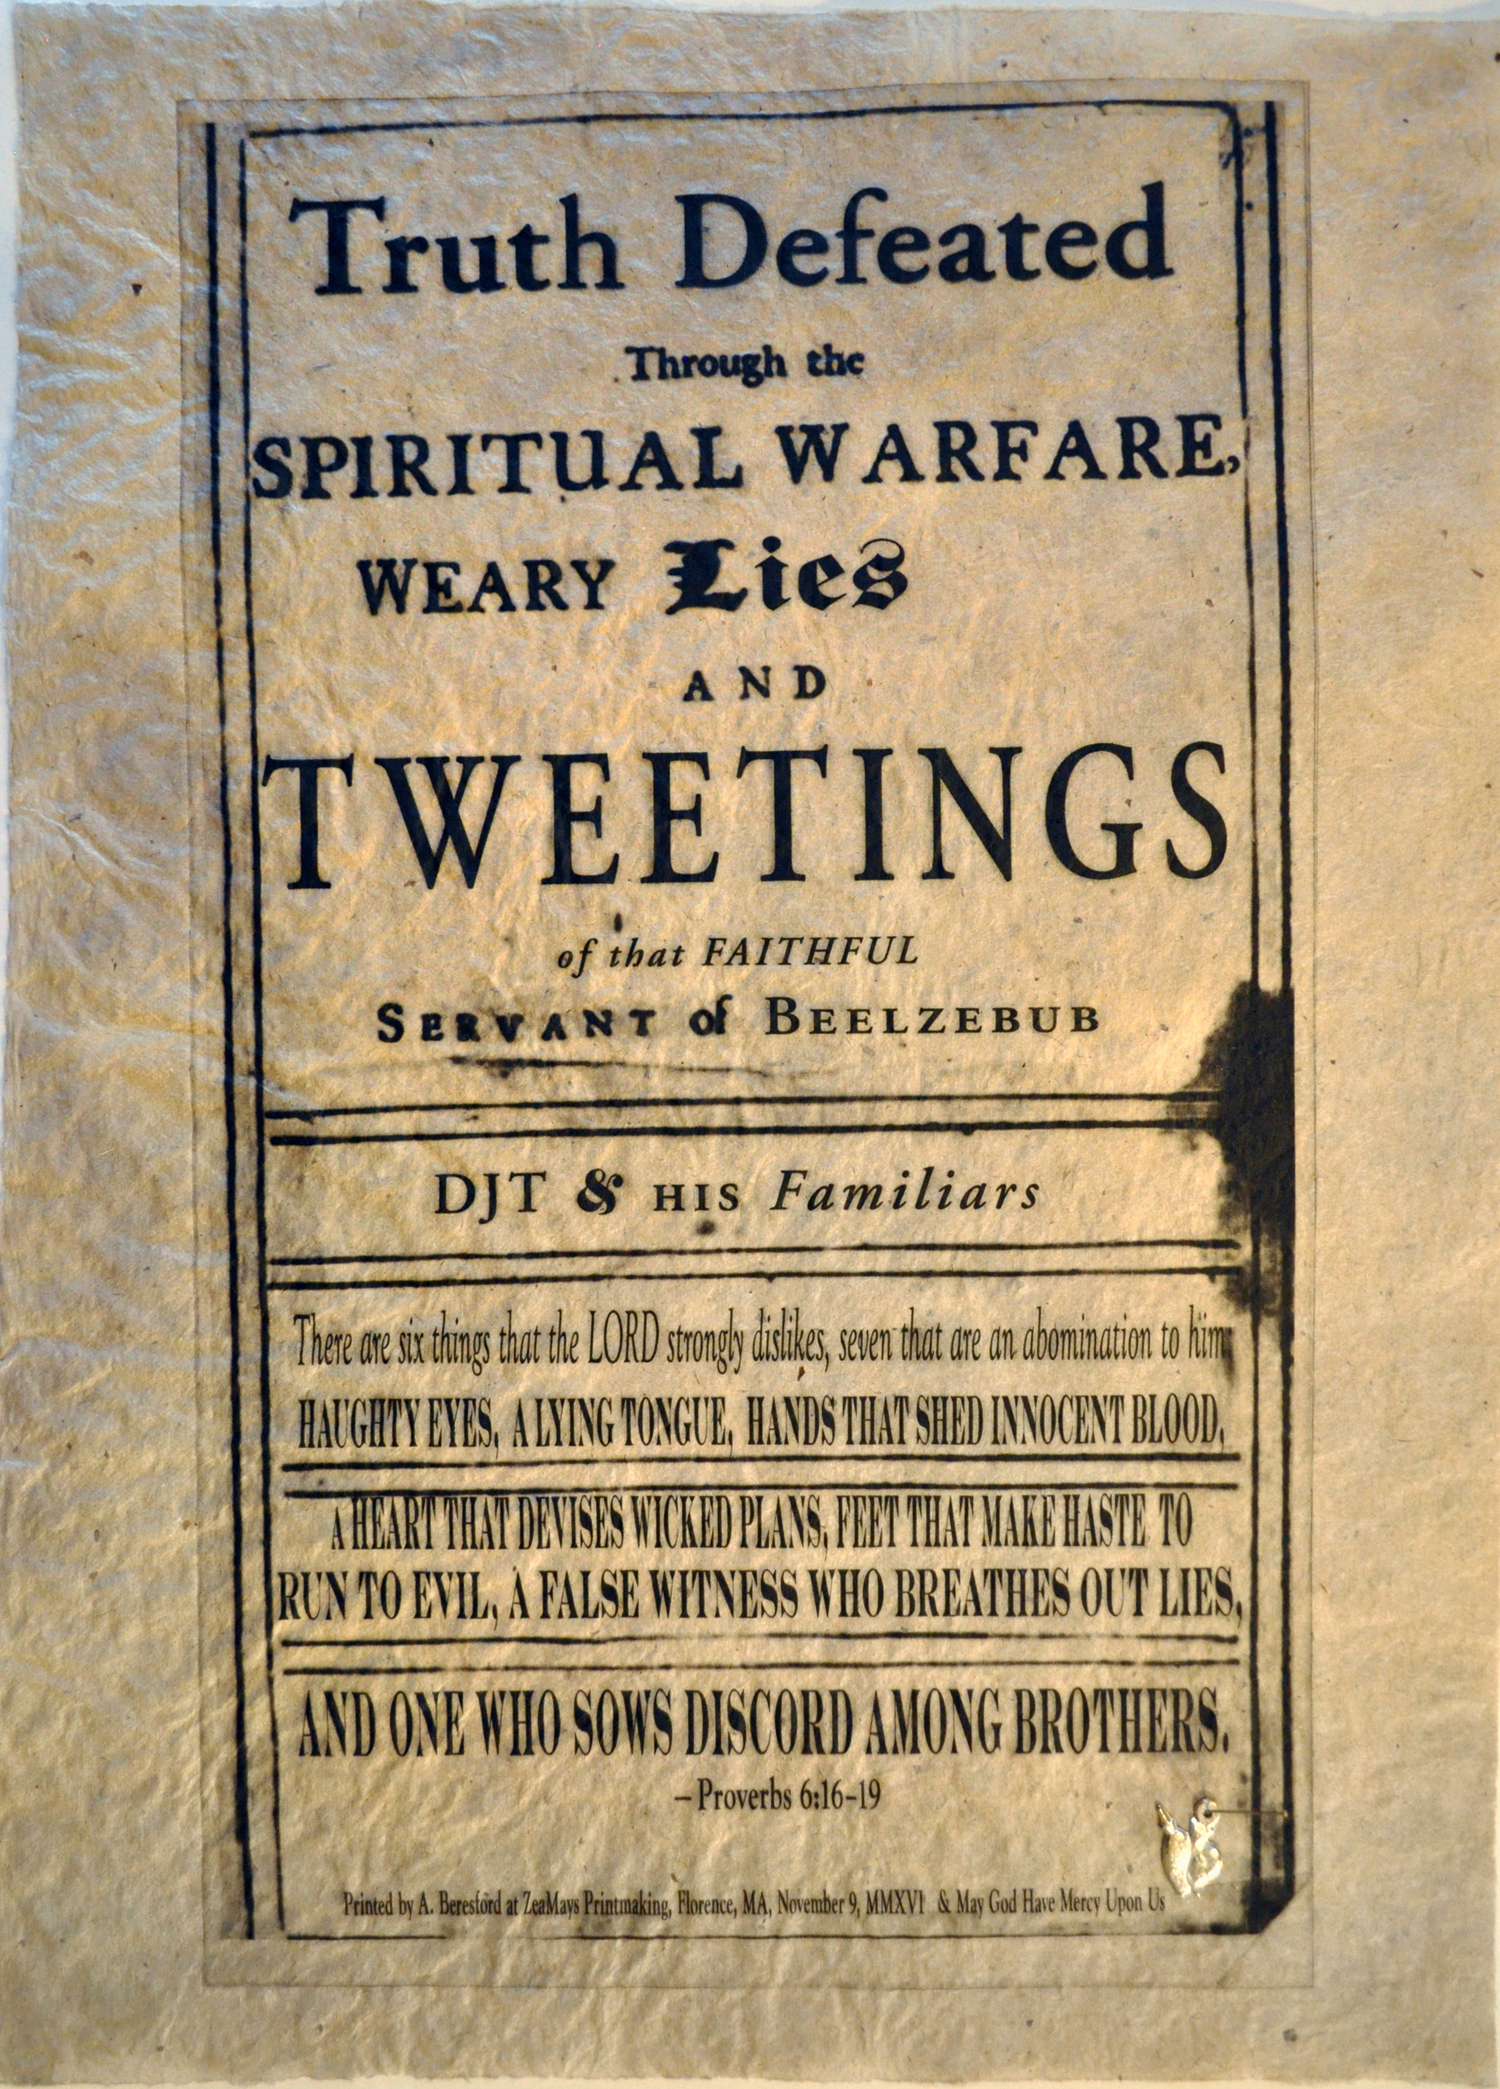 Truth Defeated
Through the
SPIRITUAL WARFARE,
WEARY Lies
AND
TWEETINGS
of that FAITHFUL
SERVANT of BEELZEBUB
DJT & HIS Familiars
There are six things that the LORD strongly dislikes, seven that are an abomination to him
HAUGHTY EYES, A LYING TONGUE, HANDS THAT SHED INNOCENT BLOOD,
A HEART THAT DEVISES WICKED PLANS, FEET THAT MAKE HASTE TO
RUN TO EVIL, A FALSE WITNESS WHO BREATHES OUT LIES,
AND ONE WHO SOWS DISCORD AMONG BROTHERS.
–Proverbs 6:16–19
Printed by A. Beresford at ZeaMays Printmaking, Florence, MA, November 9, MMXVI & May God Have Mercy Upon Us